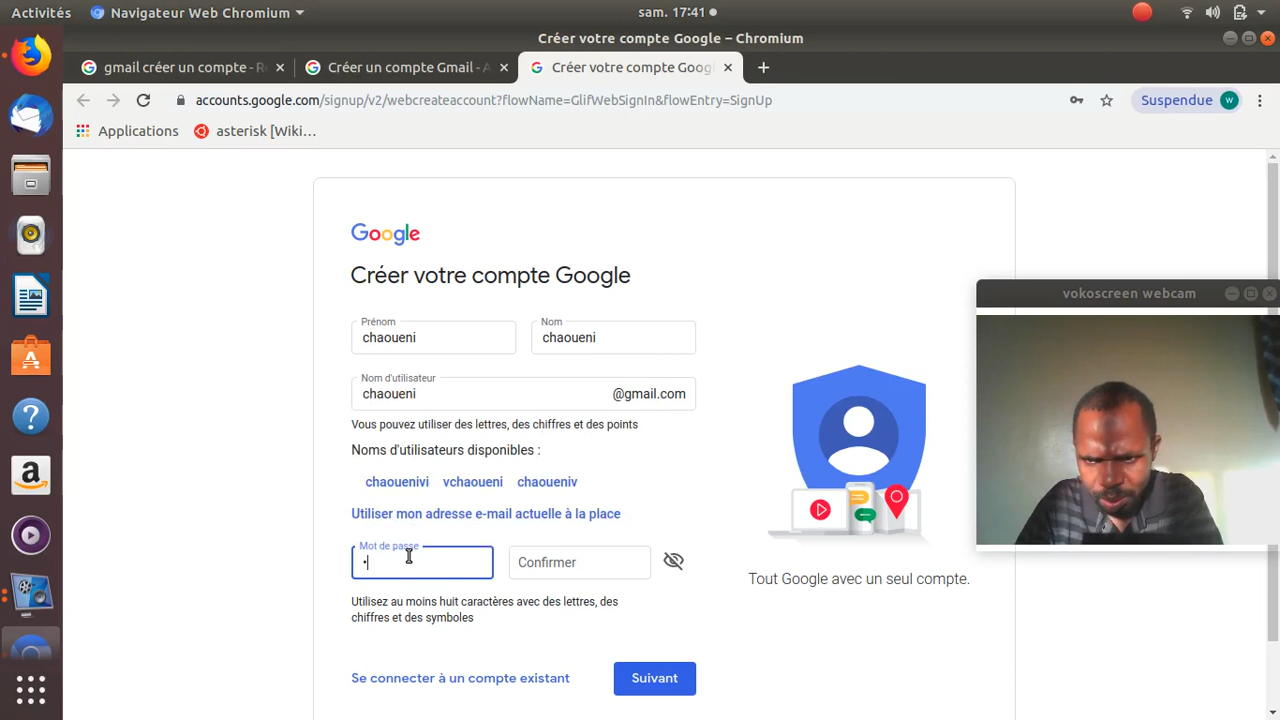 Activités
Navigateur Web Chromium
sam. 17:41
Créer votre compte Google – Chromium
gmail créer un compte - Re
Créer un compte Gmail - A
Créer votre compte Goog
accounts.google.com/signup/v2/webcreateaccount?flowName=GlifWebSignIn&flowEntry=SignUp
Suspendue
W
Applications
asterisk [Wiki…
Google
Créer votre compte Google
Prénom
chaoueni
Nom
chaoueni
Nom d'utilisateur
chaoueni
@gmail.com
Vous pouvez utiliser des lettres, des chiffres et des points
Noms d'utilisateurs disponibles :
chaouenivi vchaoueni chaoueniv
Utiliser mon adresse e-mail actuelle à la place
Mot de passe
Confirmer
Utilisez au moins huit caractères avec des lettres, des
chiffres et des symboles
Se connecter à un compte existant
Suivant
Tout Google avec un seul compte.
vokoscreen webcam